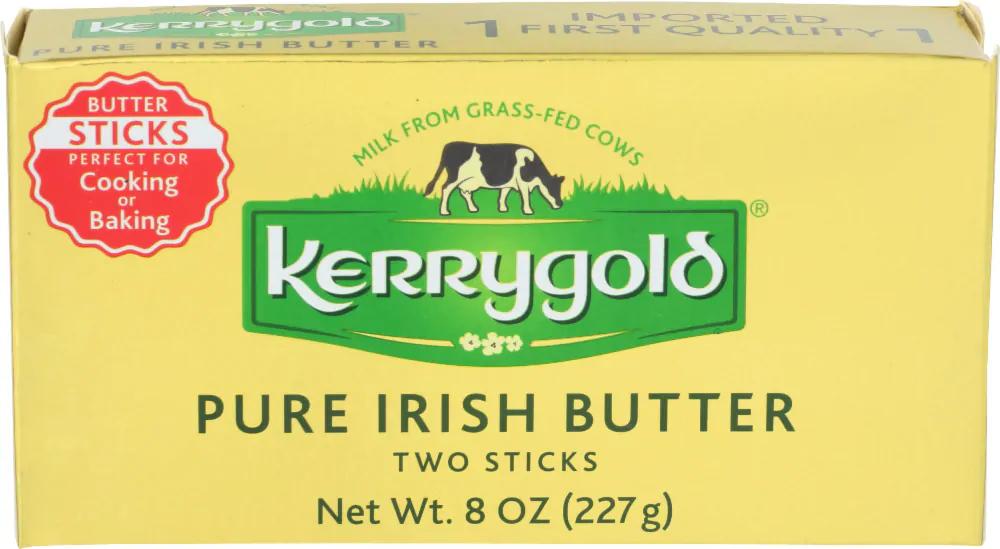 Kerrygold
PURE IRISH BUTTER
1 IMPORTED 1
FIRST QUALITY
BUTTER
STICKS
PERFECT FOR
Cooking
or
Baking
MILK FROM GRASS-FED COWS
Kerrygold ®
PURE IRISH BUTTER
TWO STICKS
Net Wt. 8 OZ (227 g)